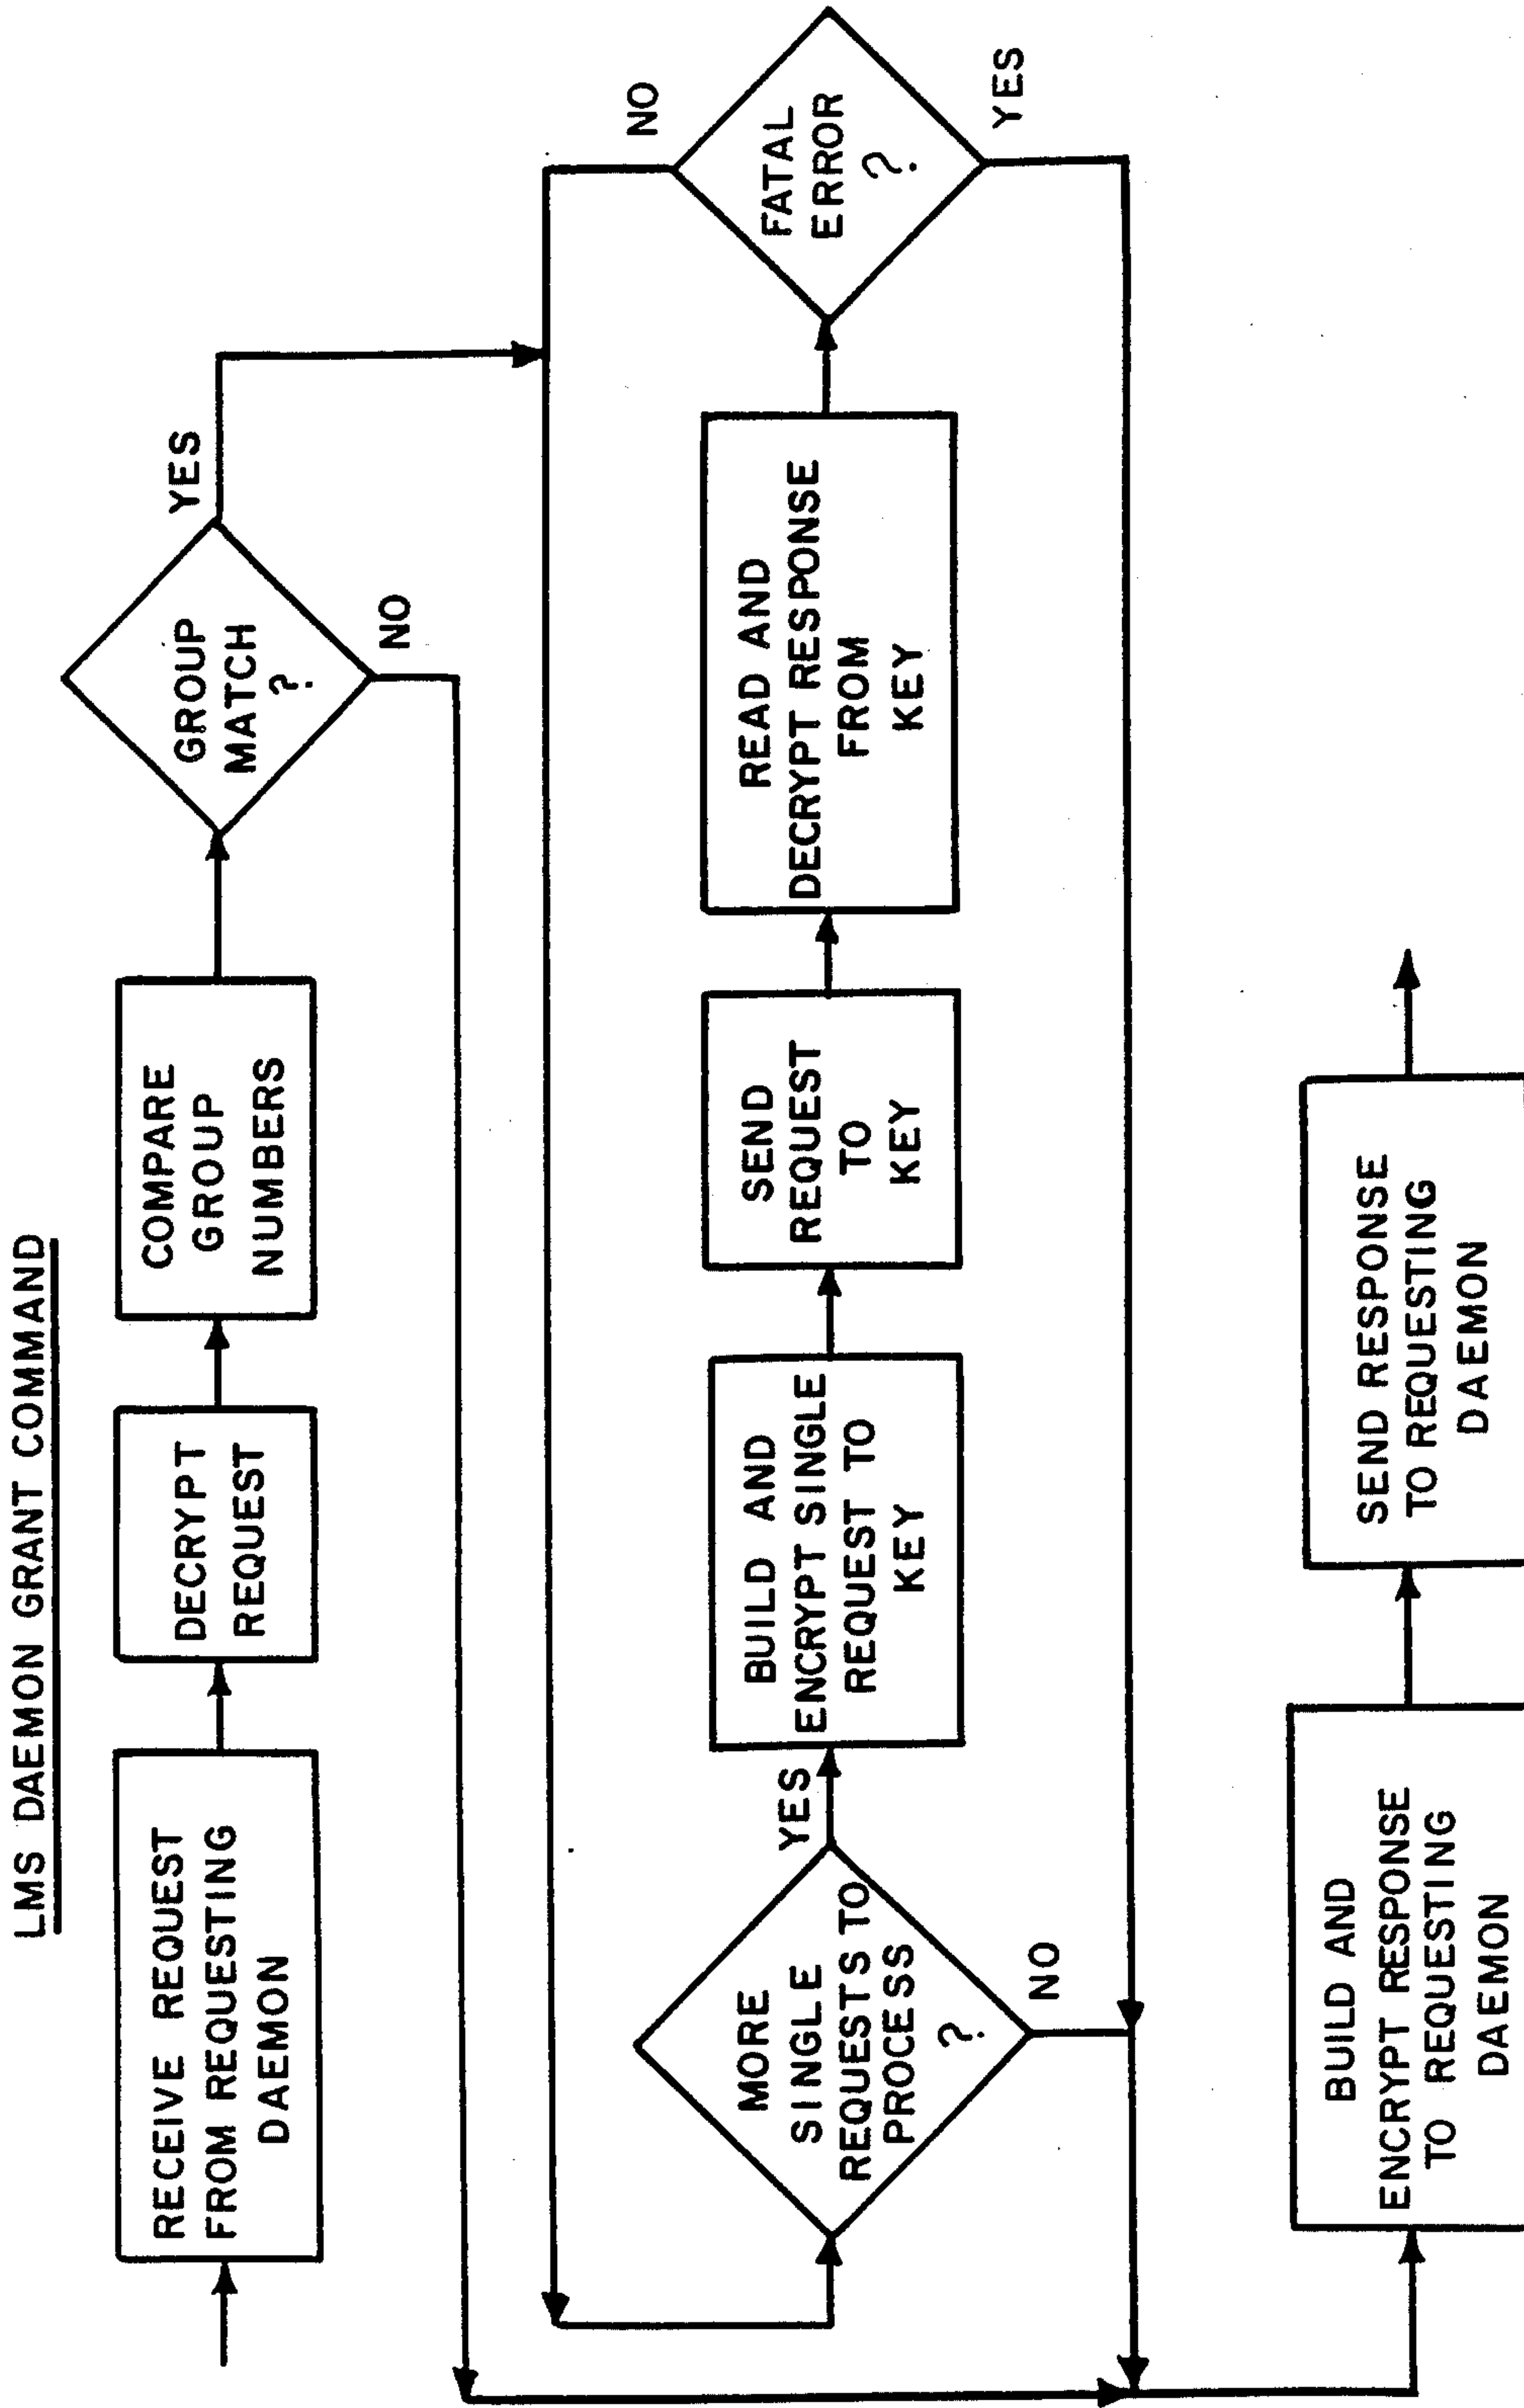 LMS DAEMON GRANT COMMAND
RECEIVE REQUEST
FROM REQUESTING
DAEMON
DECRYPT
REQUEST
COMPARE
GROUP
NUMBERS
GROUP
MATCH
?
YES
NO
MORE
SINGLE
REQUESTS TO
PROCESS
?
YES
NO
BUILD AND
ENCRYPT SINGLE
REQUEST TO
KEY
SEND
REQUEST
TO
KEY
READ AND
DECRYPT RESPONSE
FROM
KEY
FATAL
ERROR
?
NO
YES
BUILD AND
ENCRYPT RESPONSE
TO REQUESTING
DAEMON
SEND RESPONSE
TO REQUESTING
DAEMON